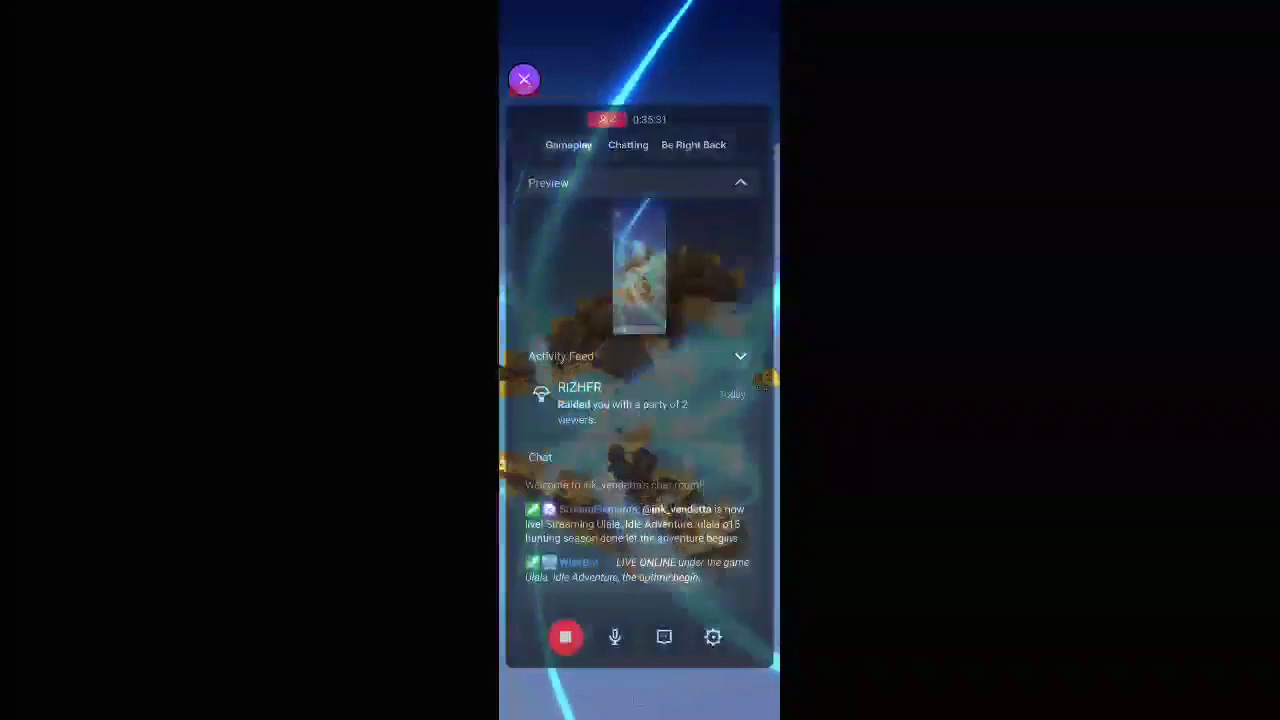 0:35:31
Gameplay Chatting Be Right Back
Preview
Activity Feed
RIZHFR
Raided you with a party of 2
viewers.
Today
Chat
Welcome to ink_vendetta's chat room!
StreamElements: @ink_vendetta is now
live! Streaming Ulala: Idle Adventure: ulala
hunting season done let the adventure begins
LIVE ONLINE under the game
Ulala: Idle Adventure, the uptime begin.